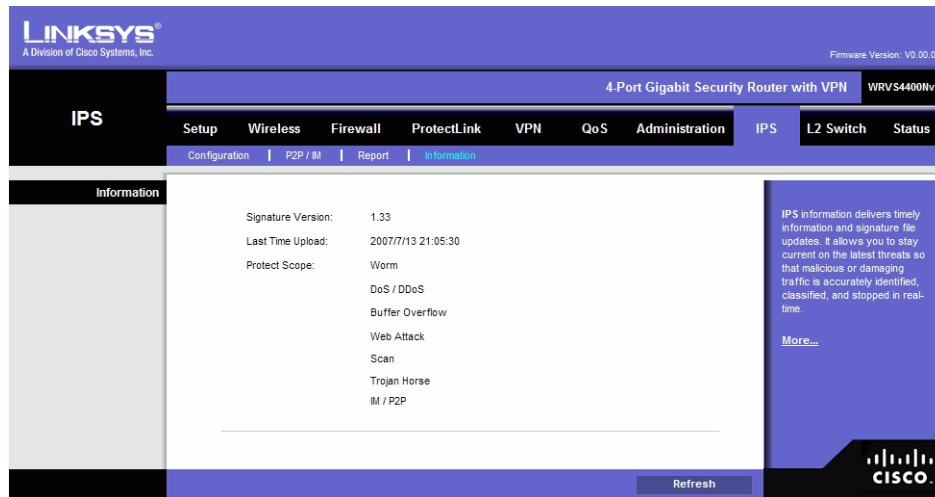 LINKSYS®
A Division of Cisco Systems, Inc.
Firmware Version: V0.00.0
4-Port Gigabit Security Router with VPN WRVS4400Nv
IPS
Setup Wireless Firewall ProtectLink VPN QoS Administration IPS L2 Switch Status
Configuration | P2P / IM | Report | Information
Information
Signature Version: 1.33
Last Time Upload: 2007/7/13 21:05:30
Protect Scope: Worm
DoS / DDoS
Buffer Overflow
Web Attack
Scan
Trojan Horse
IM / P2P
IPS information delivers timely
information and signature file
updates. It allows you to stay
current on the latest threats so
that malicious or damaging
traffic is accurately identified,
classified, and stopped in real-
time.
More...
Refresh
CISCO.